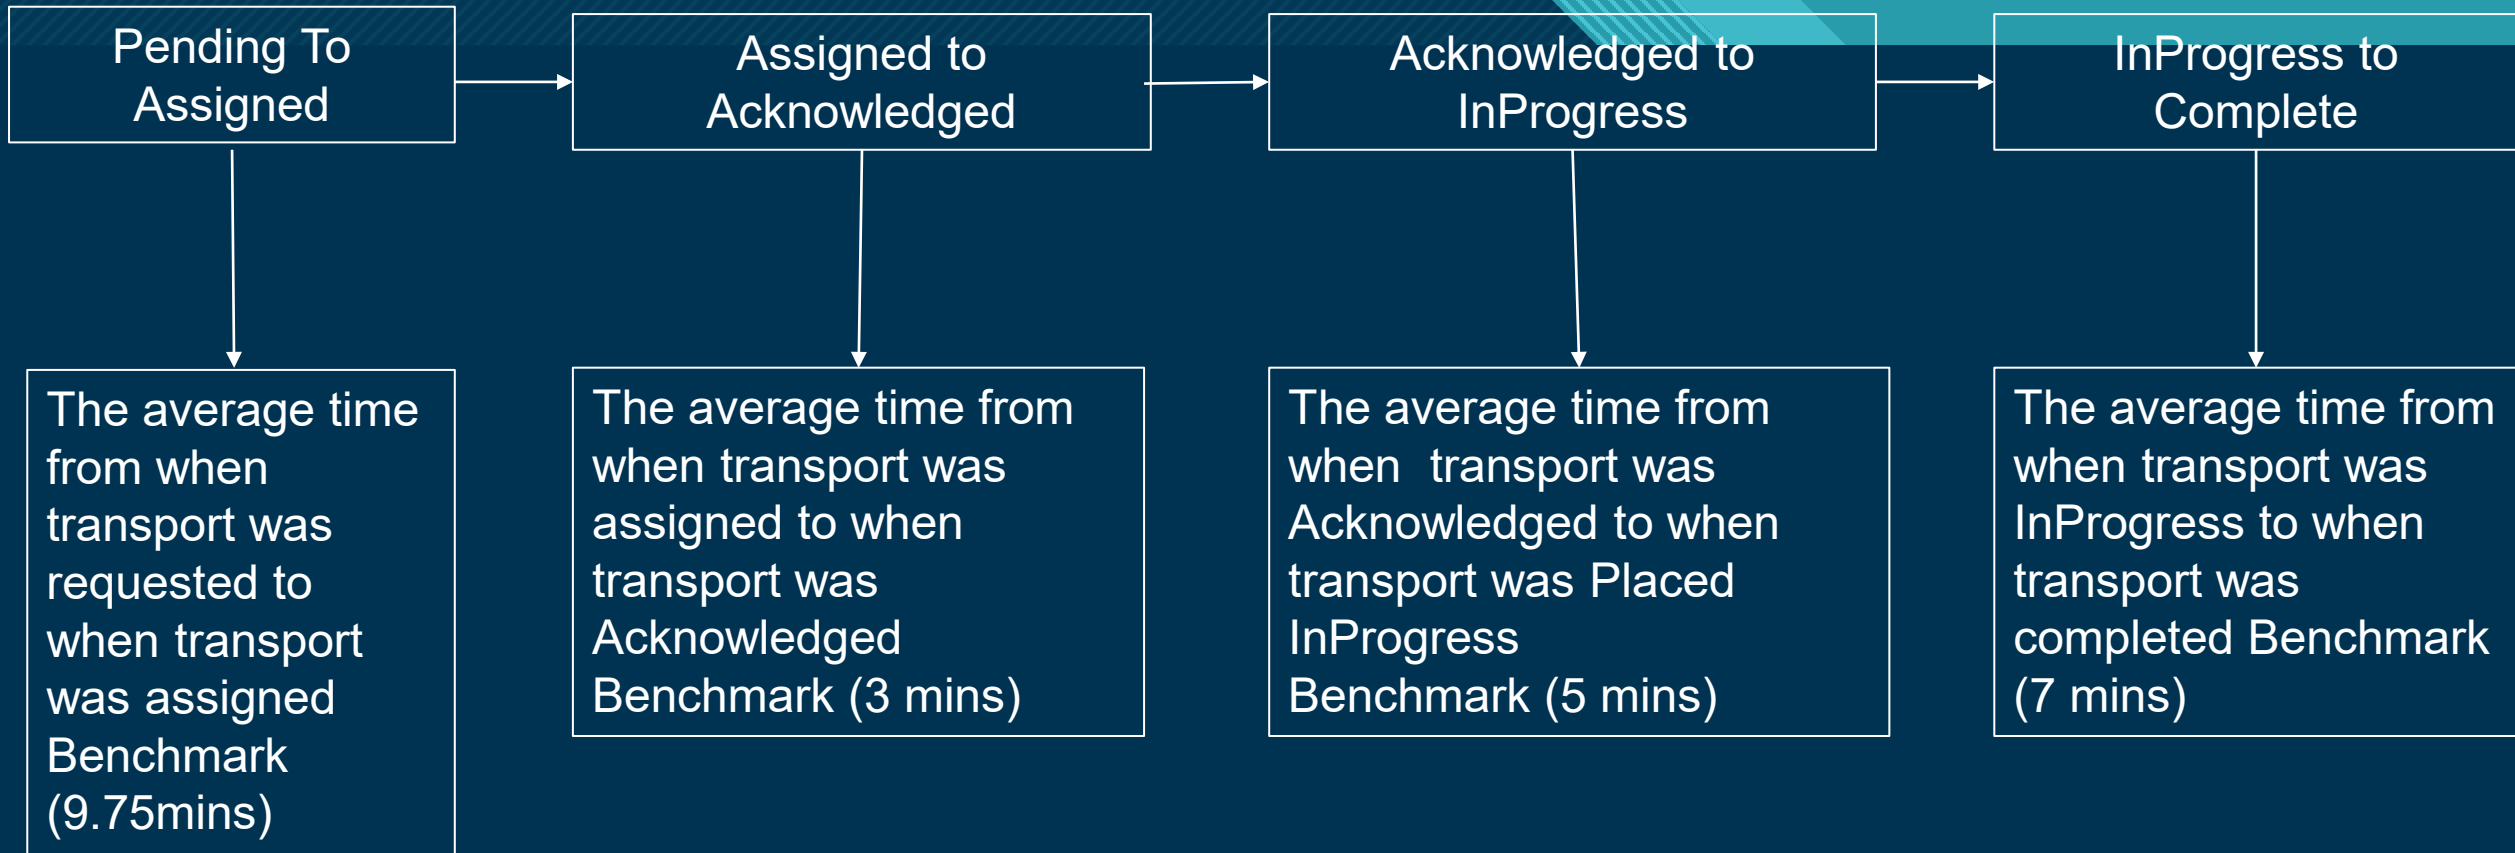 Pending To
Assigned
Assigned to
Acknowledged
Acknowledged to
InProgress
InProgress to
Complete
The average time
from when
transport was
requested to
when transport
was assigned
Benchmark
(9.75mins)
The average time from
when transport was
assigned to when
transport was
Acknowledged
Benchmark (3 mins)
The average time from
when  transport was
Acknowledged to when
transport was Placed
InProgress
Benchmark (5 mins)
The average time from
when transport was
InProgress to when
transport was
completed Benchmark
(7 mins)